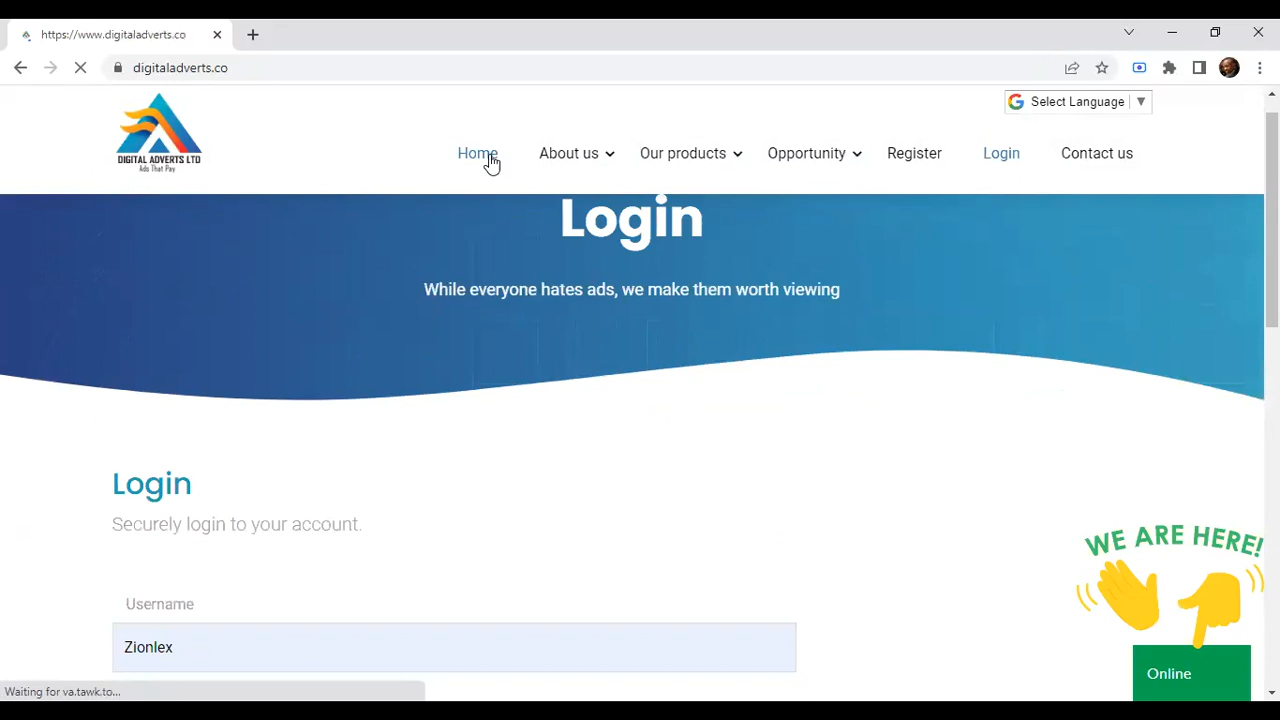 https://www.digitaladverts.co
digitaladverts.co
Select Language
DIGITAL ADVERTS LTD
Ads That Pay
Home About us Our products Opportunity Register Login Contact us
Login
While everyone hates ads, we make them worth viewing
Login
Securely login to your account.
WE ARE HERE!
Username
Zionlex
Online
Waiting for va.tawk.to...